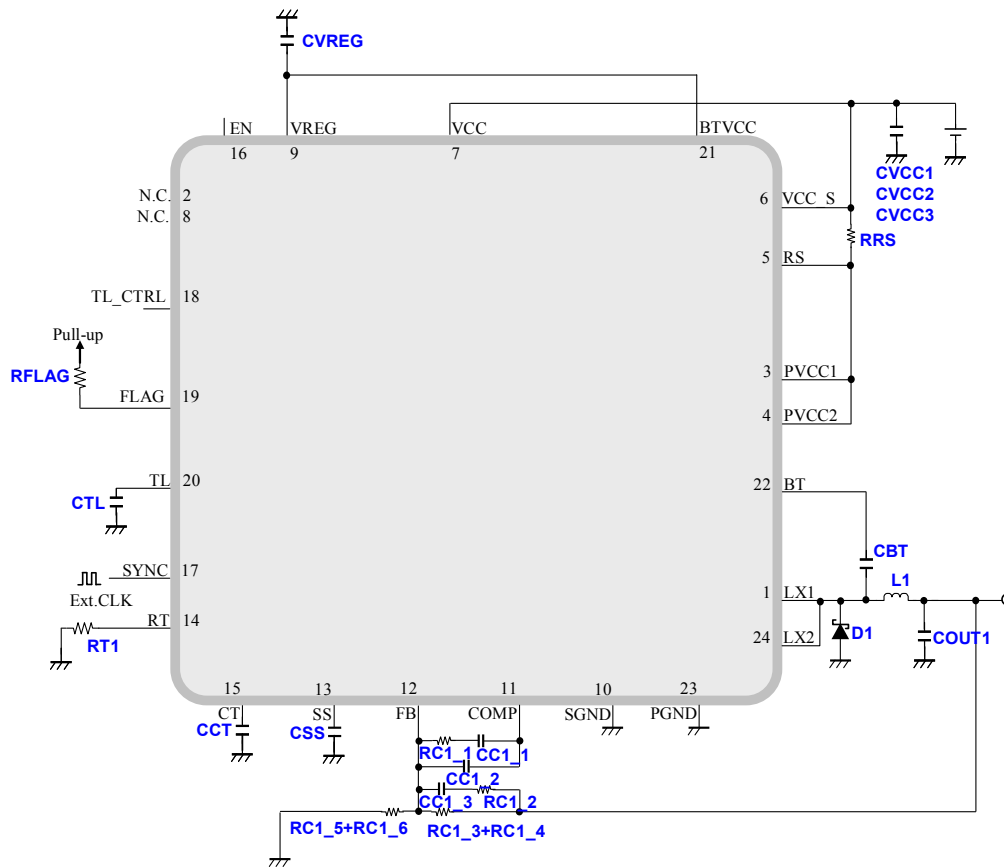 CVREG
EN
VREG
VCC
BTVCC
16
9
7
21
CVCC1
CVCC2
CVCC3
N.C. 2
N.C. 8
6 VCC_S
RRS
5 RS
TL_CTRL 18
Pull-up
RFLAG
FLAG 19
3 PVCC1
4 PVCC2
TL 20
CTL
22 BT
CBT
SYNC 17
Ext.CLK
L1
1 LX1
RT 14
RT1
D1
COUT1
24 LX2
15
13
12
11
10
23
CT
SS
FB
COMP
SGND
PGND
CCT
CSS
RC1_1
CC1_1
CC1_2
CC1_3
RC1_2
RC1_5+RC1_6
RC1_3+RC1_4